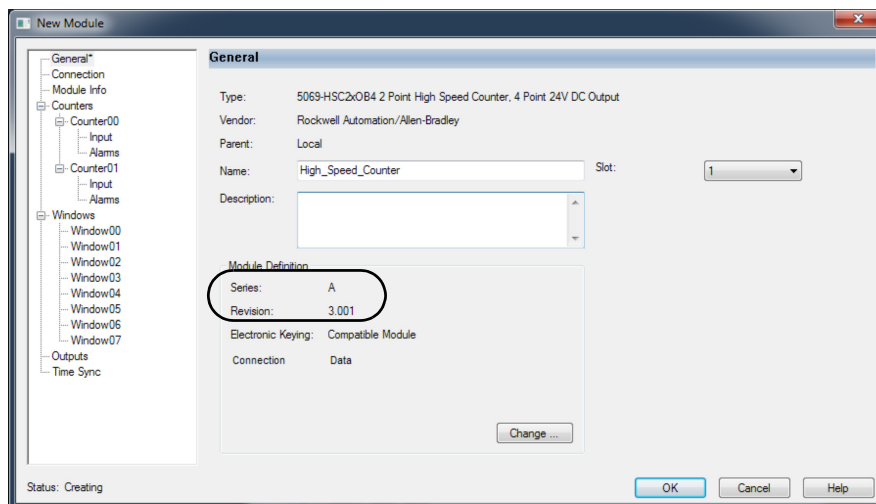 New Module
General*
Connection
Module Info
Counters
Counter00
Input
Alarms
Counter01
Input
Alarms
Windows
Window00
Window01
Window02
Window03
Window04
Window05
Window06
Window07
Outputs
Time Sync
General
Type: 5069-HSC2xOB4 2 Point High Speed Counter, 4 Point 24V DC Output
Vendor: Rockwell Automation/Allen-Bradley
Parent: Local
Name: High_Speed_Counter Slot: 1
Description:
Module Definition
Series: A
Revision: 3.001
Electronic Keying: Compatible Module
Connection Data
Change ...
Status: Creating
OK Cancel Help